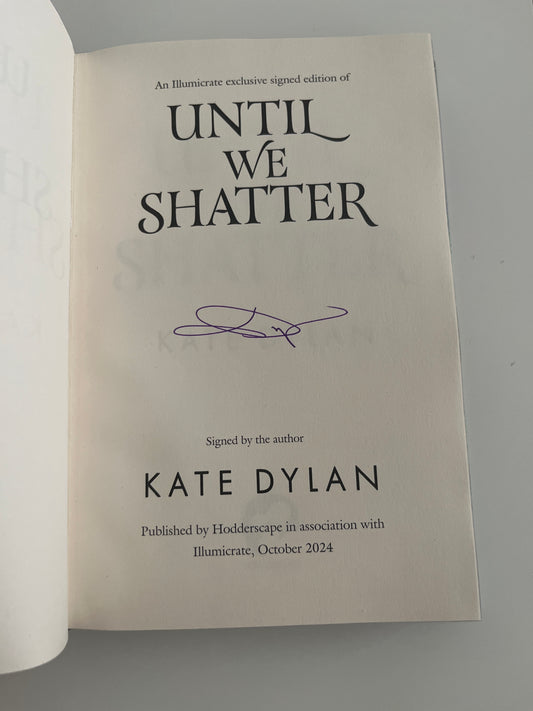 An Illumicrate exclusive signed edition of
UNTIL
WE
SHATTER
Signed by the author
KATE DYLAN
Published by Hodderscape in association with
Illumicrate, October 2024